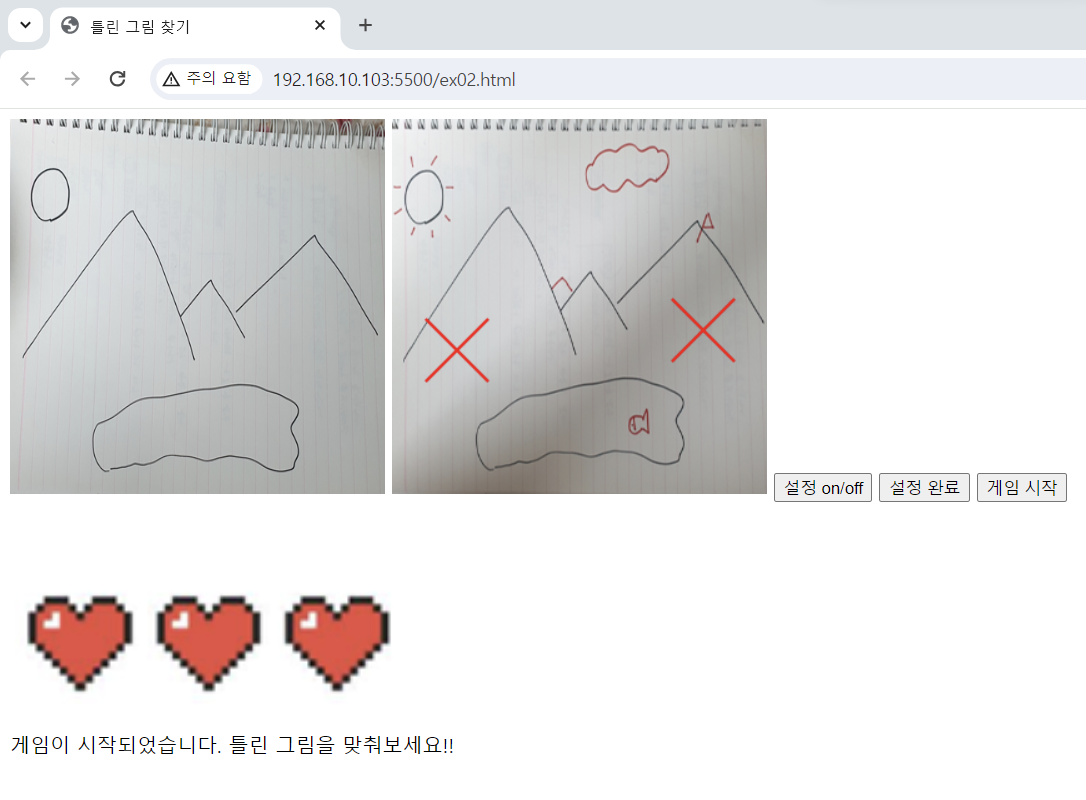 틀린 그림 찾기
주의 요함
192.168.10.103:5500/ex02.html
설정 on/off
설정 완료
게임 시작
게임이 시작되었습니다. 틀린 그림을 맞춰보세요!!